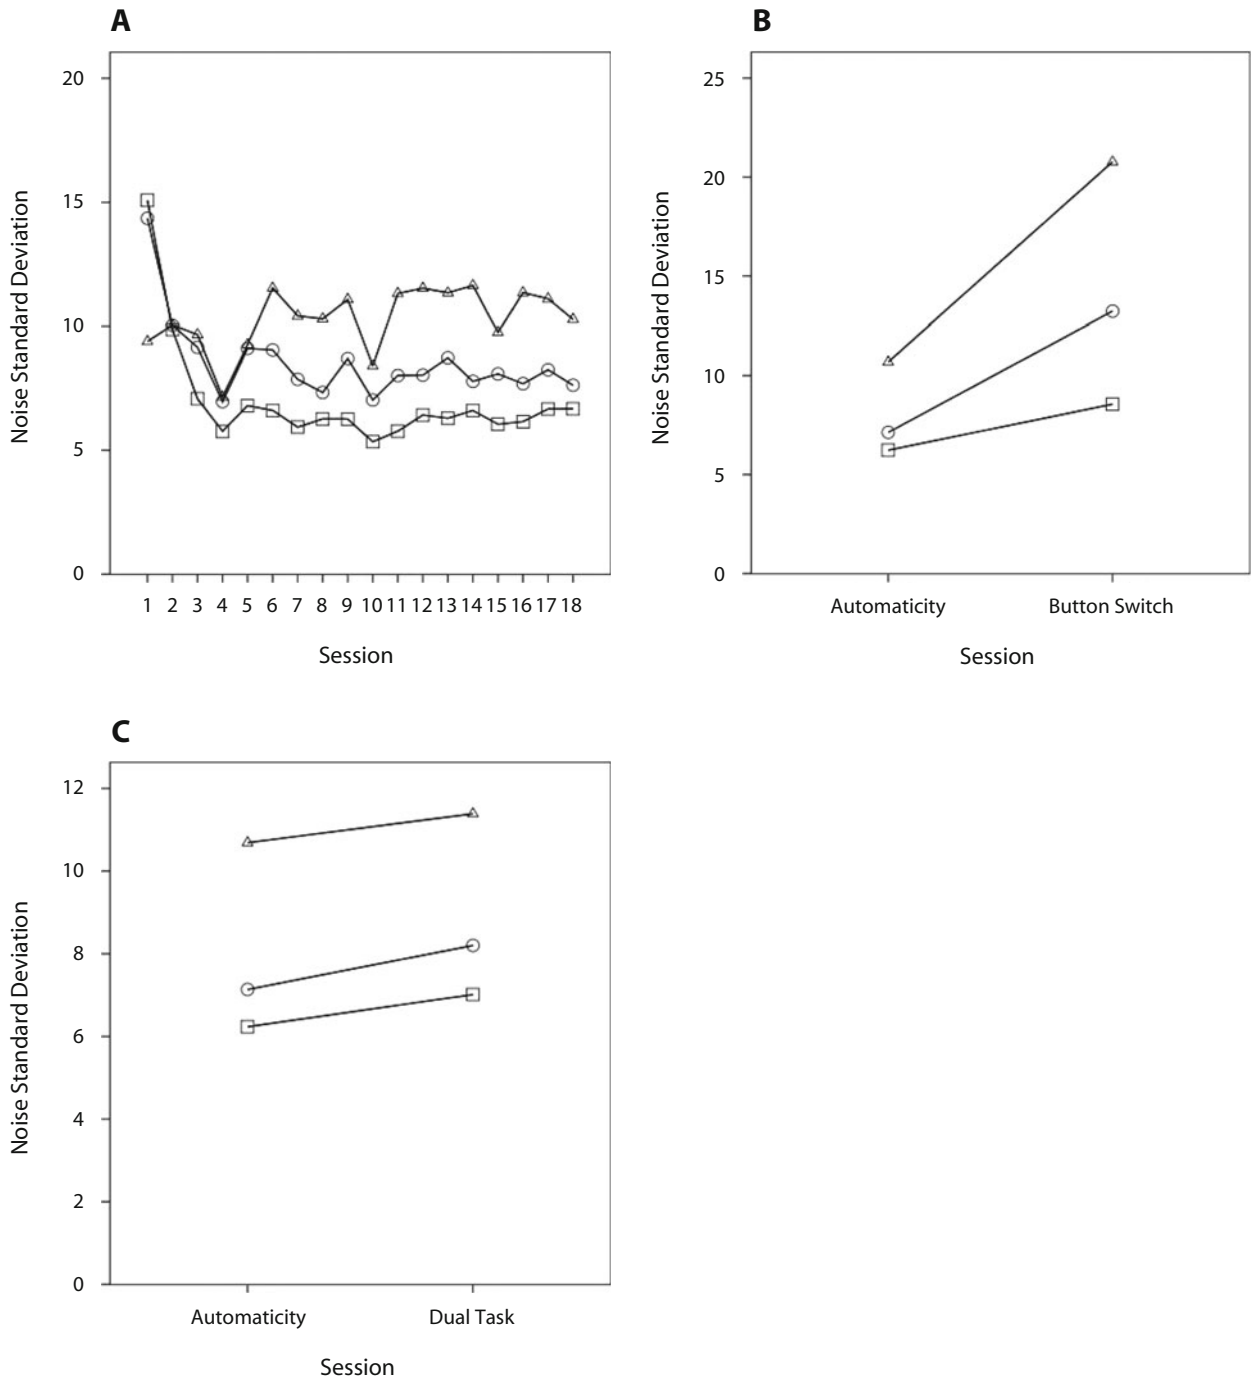 A
Noise Standard Deviation
20
15
10
5
0
1 2 3 4 5 6 7 8 9 10 11 12 13 14 15 16 17 18
Session
B
Noise Standard Deviation
25
20
15
10
5
0
Automaticity Button Switch
Session
C
Noise Standard Deviation
12
10
8
6
4
2
0
Automaticity Dual Task
Session